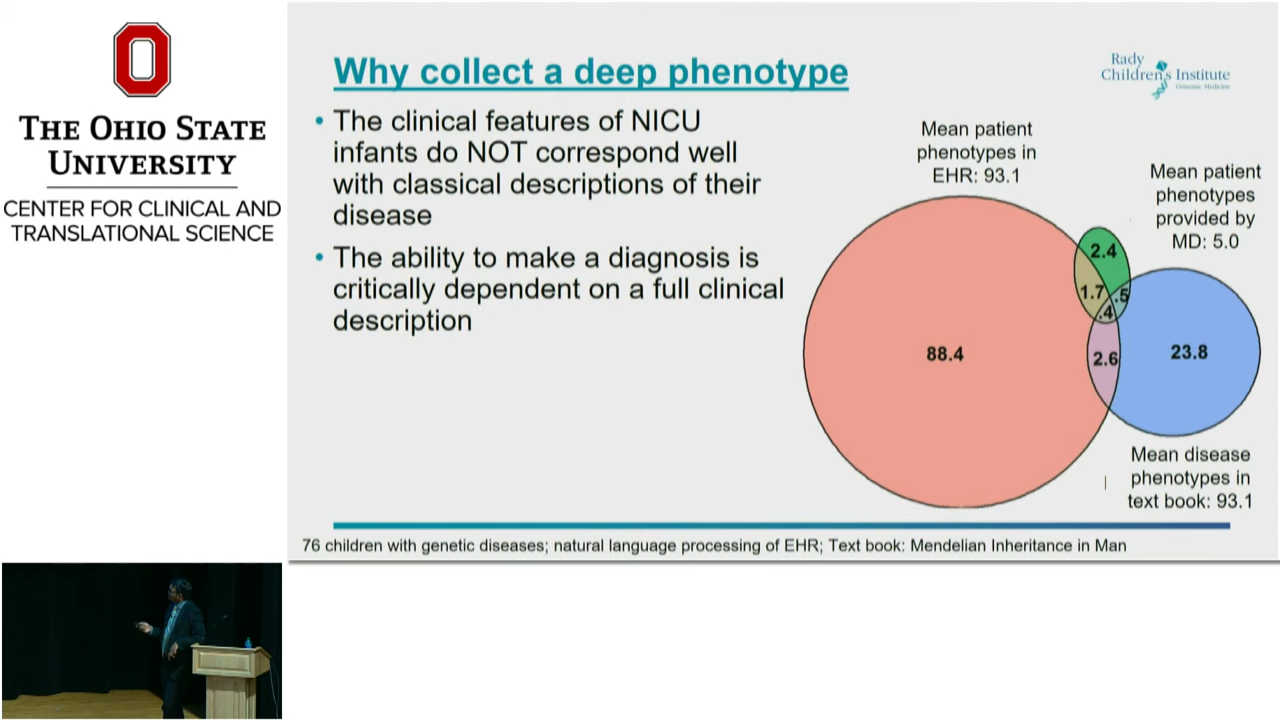 THE OHIO STATE
UNIVERSITY
CENTER FOR CLINICAL AND
TRANSLATIONAL SCIENCE
Why collect a deep phenotype
Rady
Children's Institute
Genomic Medicine
• The clinical features of NICU
infants do NOT correspond well
with classical descriptions of their
disease
• The ability to make a diagnosis is
critically dependent on a full clinical
description
Mean patient
phenotypes in
EHR: 93.1
Mean patient
phenotypes
provided by
MD: 5.0
2.4
1.7
.5
.4
88.4
2.6
23.8
Mean disease
phenotypes in
text book: 93.1
76 children with genetic diseases; natural language processing of EHR; Text book: Mendelian Inheritance in Man